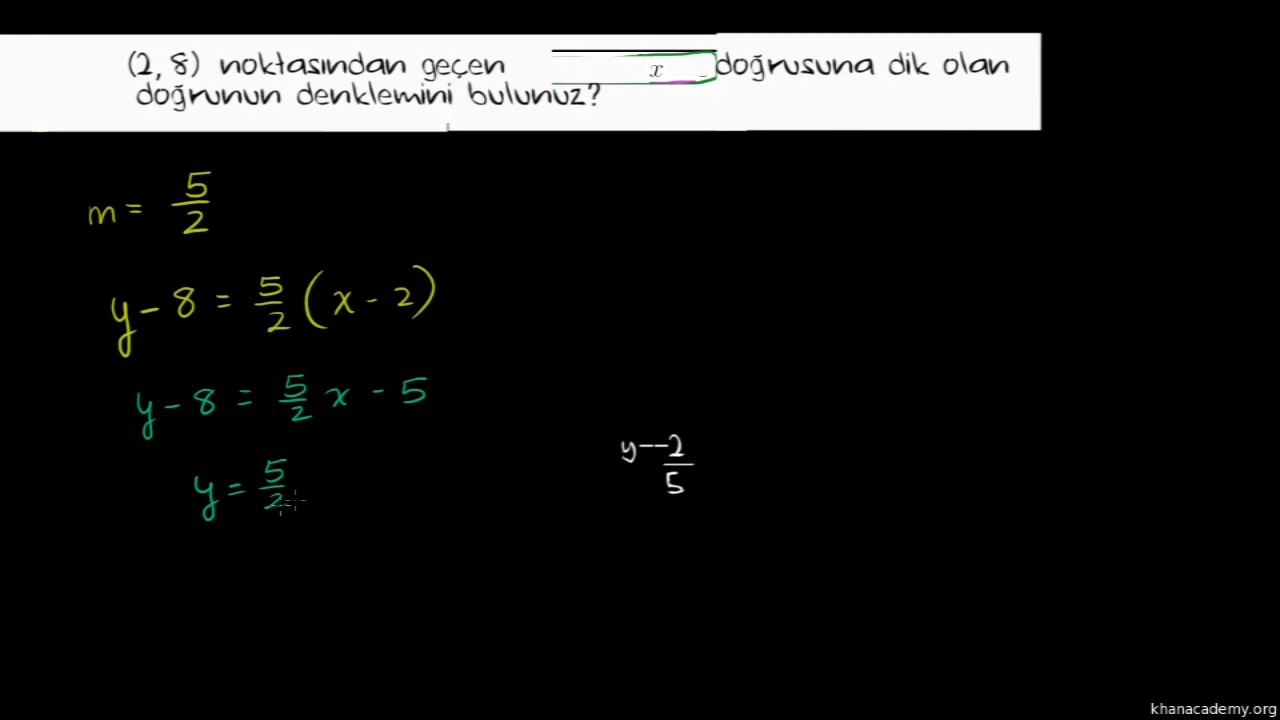 (2, 8) noktasından geçen x doğrusuna dik olan
doğrunun denklemini bulunuz?
m = 5/2
y - 8 = 5/2 (x - 2)
y - 8 = 5/2 x - 5
y = 5/2
y--2/5
khanacademy.org